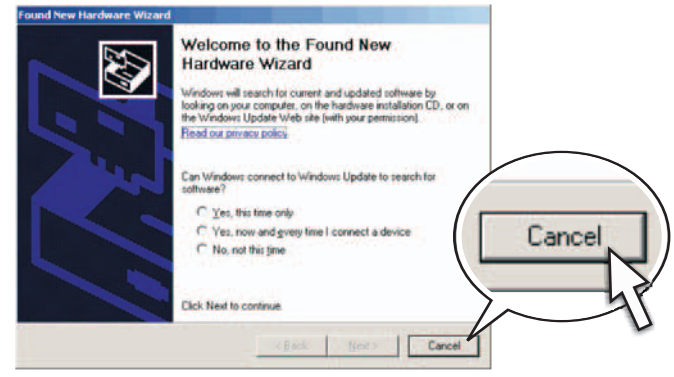 Found New Hardware Wizard
Welcome to the Found New
Hardware Wizard
Windows will search for current and updated software by
looking on your computer, on the hardware installation CD, or on
the Windows Update Web site (with your permission).
Read our privacy policy
Can Windows connect to Windows Update to search for
software?
Yes, this time only
Yes, now and every time I connect a device
No, not this time
Click Next to continue.
< Back Next > Cancel
Cancel